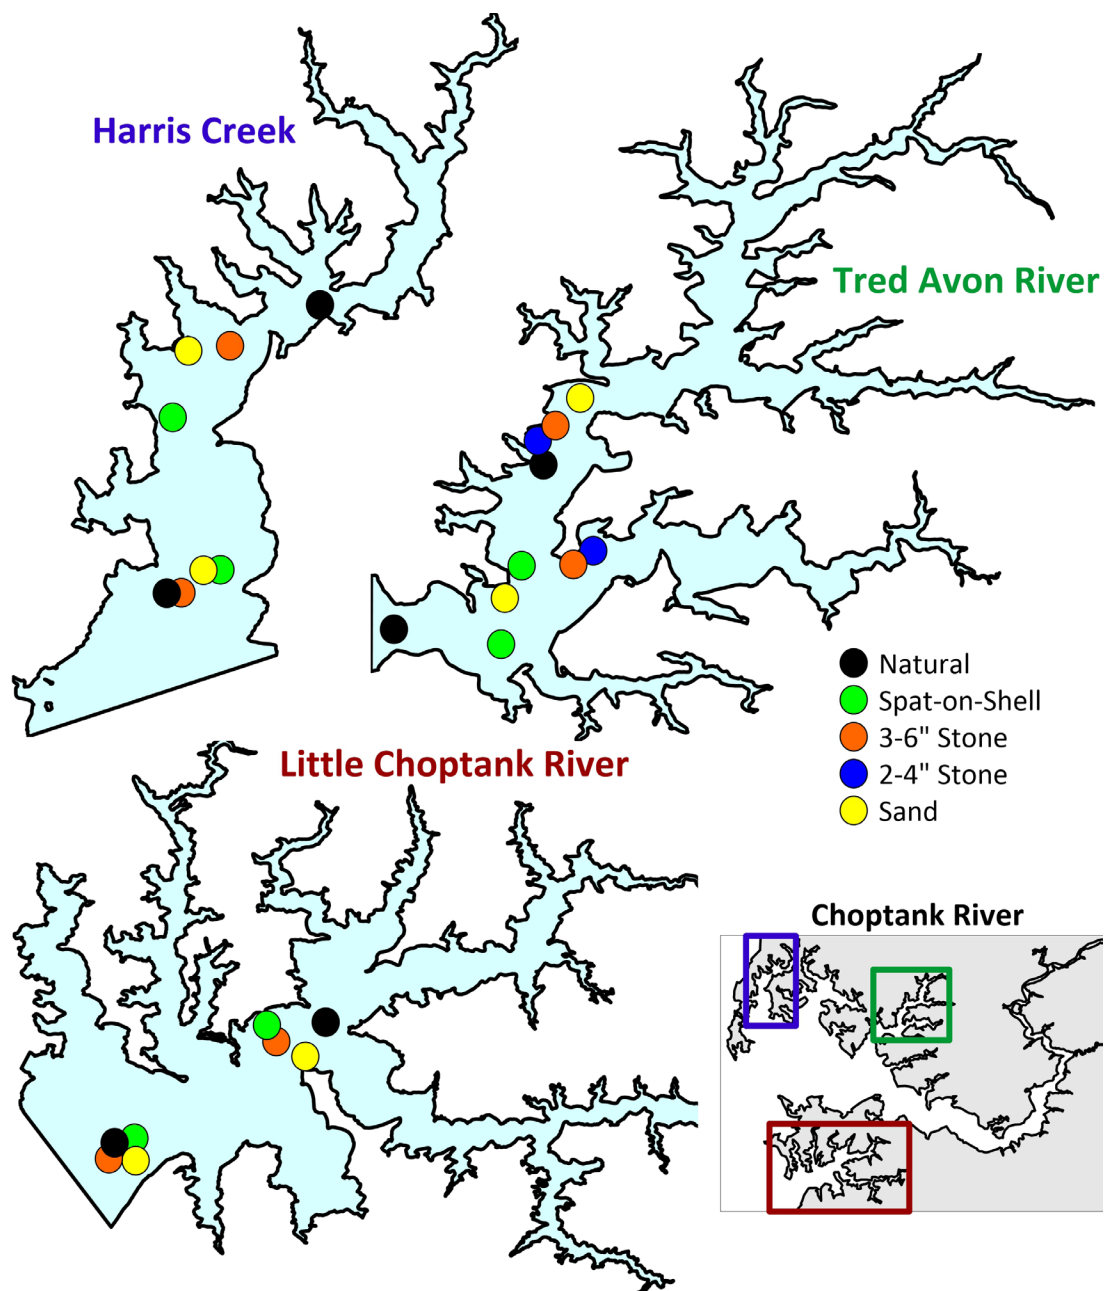 Harris Creek
Tred Avon River
Natural
Spat-on-Shell
3-6" Stone
2-4" Stone
Sand
Little Choptank River
Choptank River